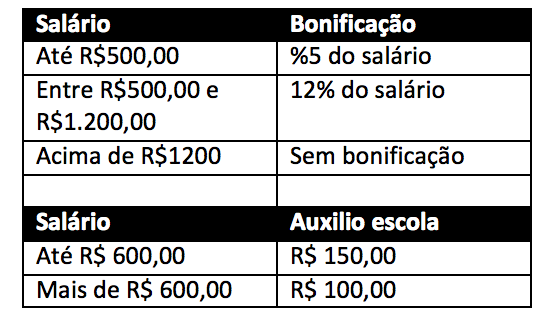 Salário Bonificação
Até R$500,00 %5 do salário
Entre R$500,00 e 12% do salário
R$1.200,00
Acima de R$1200 Sem bonificação
Salário Auxilio escola
Até R$ 600,00 R$ 150,00
Mais de R$ 600,00 R$ 100,00